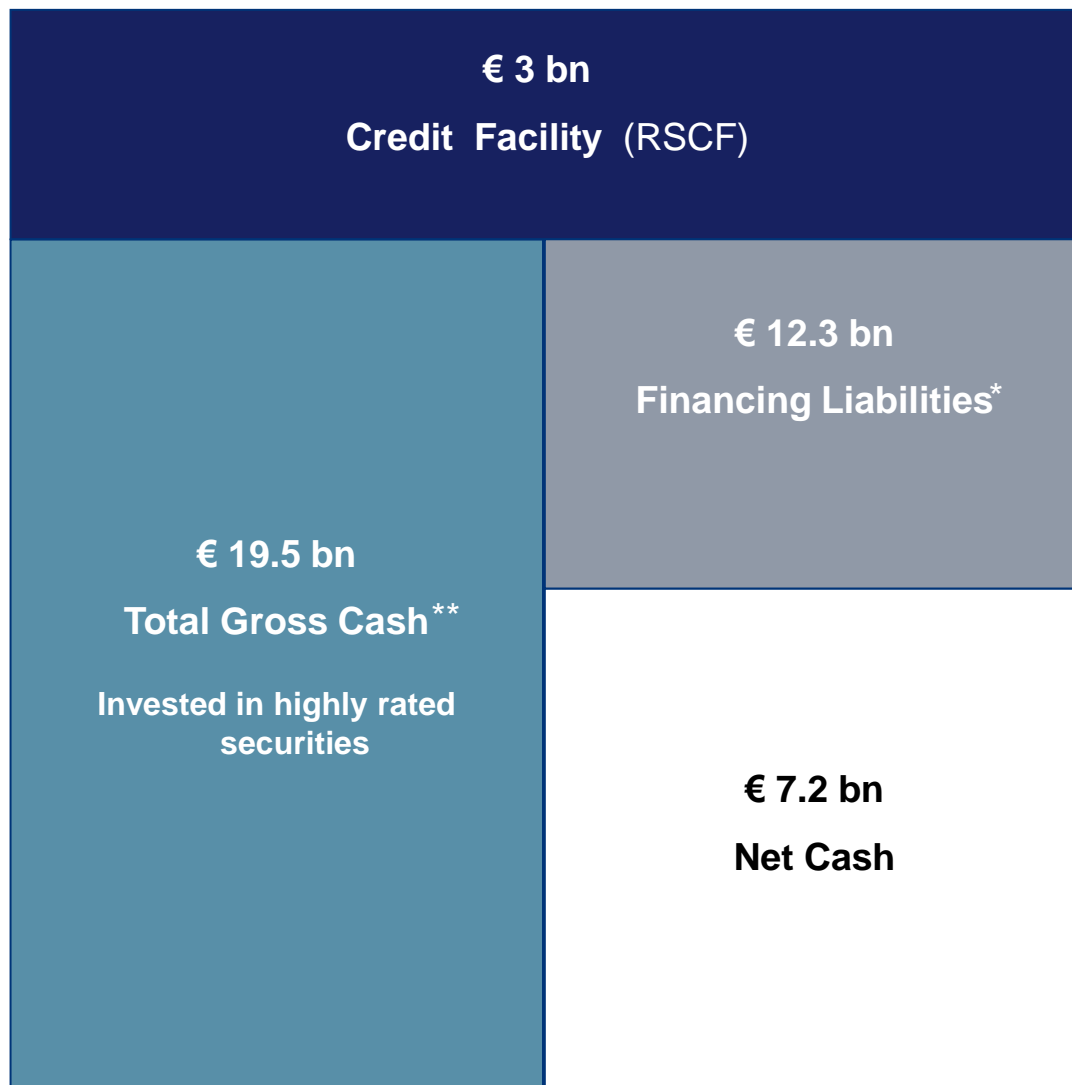 € 3 bn
Credit Facility (RSCF)
€ 12.3 bn
Financing Liabilities*
€ 19.5 bn
Total Gross Cash**
Invested in highly rated
securities
€ 7.2 bn
Net Cash